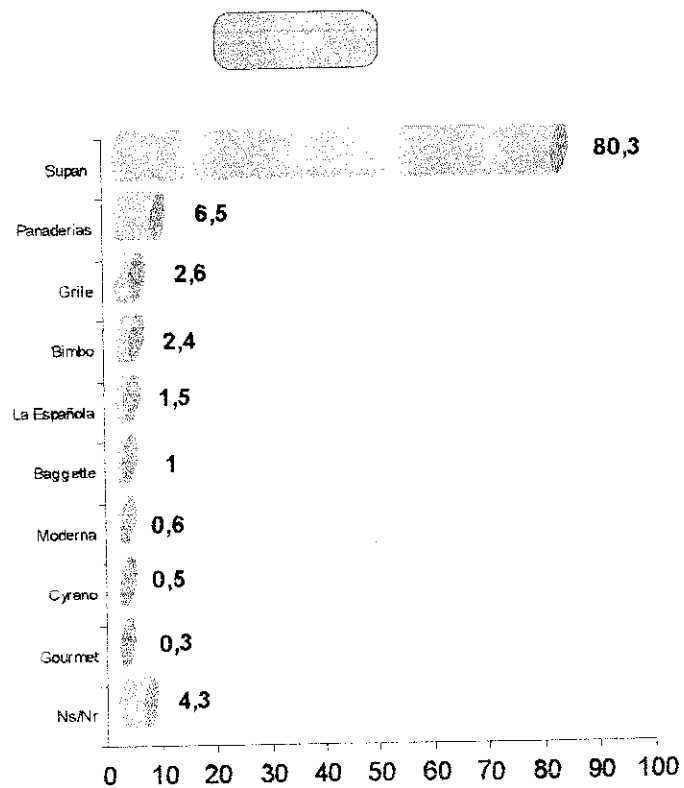 Supan 80,3
Panaderias 6,5
Grile 2,6
Bimbo 2,4
La Española 1,5
Baggette 1
Moderna 0,6
Cyrano 0,5
Gourmet 0,3
Ns/Nr 4,3
0 10 20 30 40 50 60 70 80 90 100